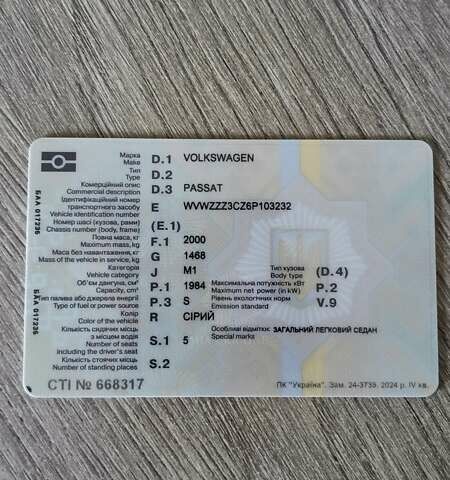 Марка
Make D.1 VOLKSWAGEN
Тип
Type D.2
Комерційний опис
Commercial description D.3 PASSAT
Ідентифікаційний номер
транспортного засобу
Vehicle identification number E WVWZZZ3CZ6P103232
Номер шасі (кузова, рами)
Chassis number (body, frame) (E.1)
Повна маса, кг
Maximum mass, kg F.1 2000
Маса без навантаження, кг
Mass of the vehicle in service, kg G 1468
Категорія
Vehicle category J M1
Тип кузова
Body type (D.4)
Об'єм двигуна, см³
Capacity, cm³ P.1 1984
Максимальна потужність кВт
Maximum net power (in kW) P.2
Тип палива або джерела енергії
Type of fuel or power source P.3 S
Рівень екологічних норм
Emission standard V.9
Колір
Color of the vehicle R СІРИЙ
Кількість сидячих місць
з місцем водія
Number of seats
Including the driver's seat S.1 5
Особливі відмітки: ЗАГАЛЬНИЙ ЛЕГКОВИЙ СЕДАН
Special marks
Кількість стоячих місць
Number of standing places S.2
СТІ № 668317
ПК "Україна". Зам. 24-3735. 2024 р. IV кв.
БАА 017235
БАА 017235